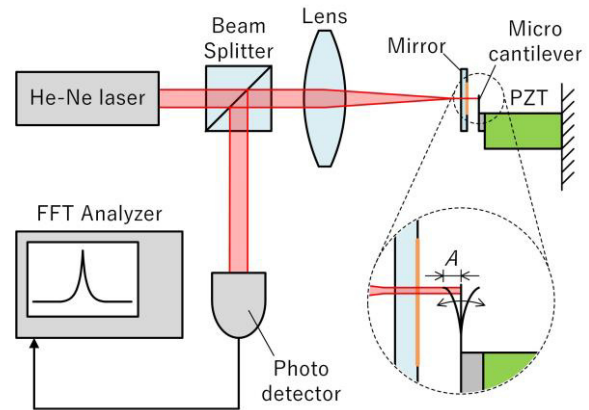 Beam
Splitter
Lens
Micro
cantilever
Mirror
He-Ne laser
PZT
FFT Analyzer
A
Photo
detector